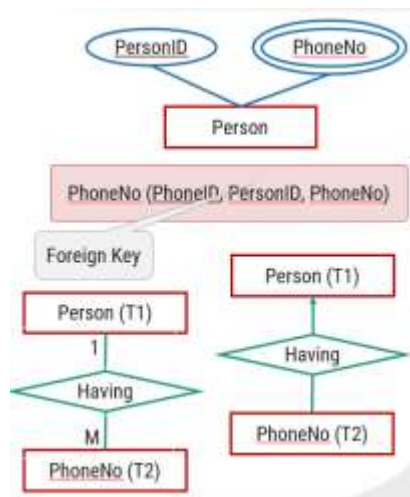 PersonID
PhoneNo
Person
PhoneNo (PhoneID, PersonID, PhoneNo)
Foreign Key
Person (T1)
1
Having
M
PhoneNo (T2)
Person (T1)
Having
PhoneNo (T2)